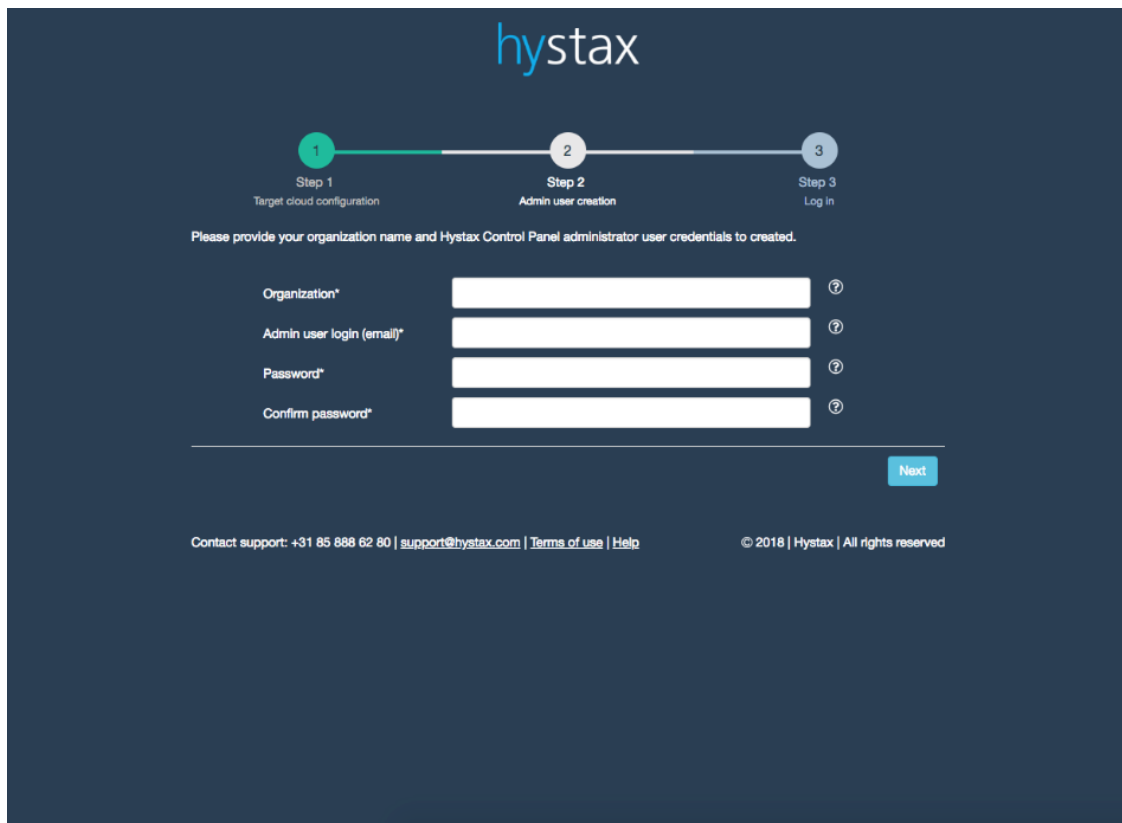 hystax
1 2 3
Step 1 Step 2 Step 3
Target cloud configuration Admin user creation Log in
Please provide your organization name and Hystax Control Panel administrator user credentials to created.
Organization* ?
Admin user login (email)* ?
Password* ?
Confirm password* ?
Next
Contact support: +31 85 888 62 80 | support@hystax.com | Terms of use | Help © 2018 | Hystax | All rights reserved